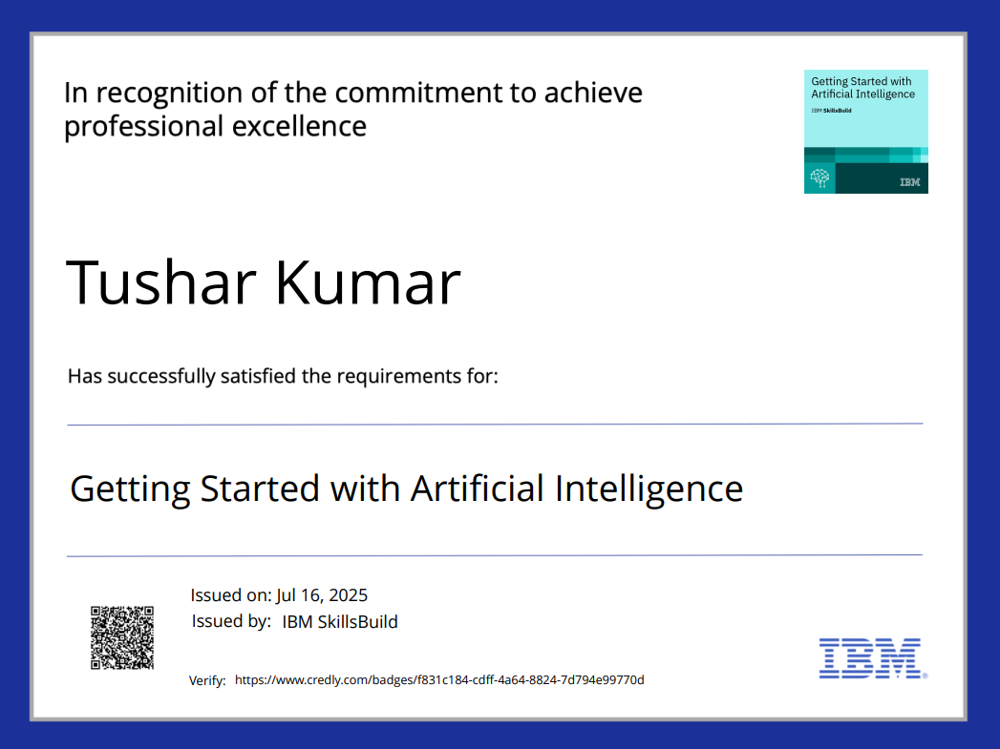 In recognition of the commitment to achieve
professional excellence
Getting Started with
Artificial Intelligence
IBM SkillsBuild
IBM
Tushar Kumar
Has successfully satisfied the requirements for:
Getting Started with Artificial Intelligence
Issued on: Jul 16, 2025
Issued by: IBM SkillsBuild
Verify: https://www.credly.com/badges/f831c184-cdff-4a64-8824-7d794e99770d
IBM®